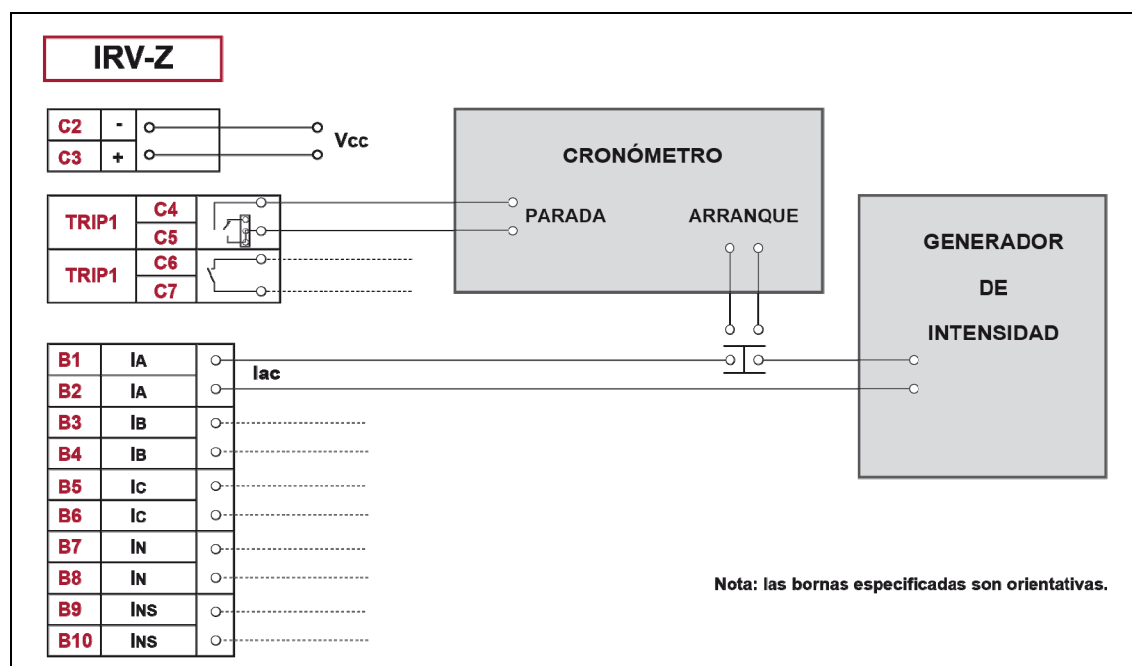 IRV-Z
C2 -
C3 +
Vcc
TRIP1 C4
C5
TRIP1 C6
C7
CRONÓMETRO
PARADA ARRANQUE
GENERADOR
DE
INTENSIDAD
B1 IA
B2 IA
Iac
B3 IB
B4 IB
B5 IC
B6 IC
B7 IN
B8 IN
B9 INS
B10 INS
Nota: las bornas especificadas son orientativas.